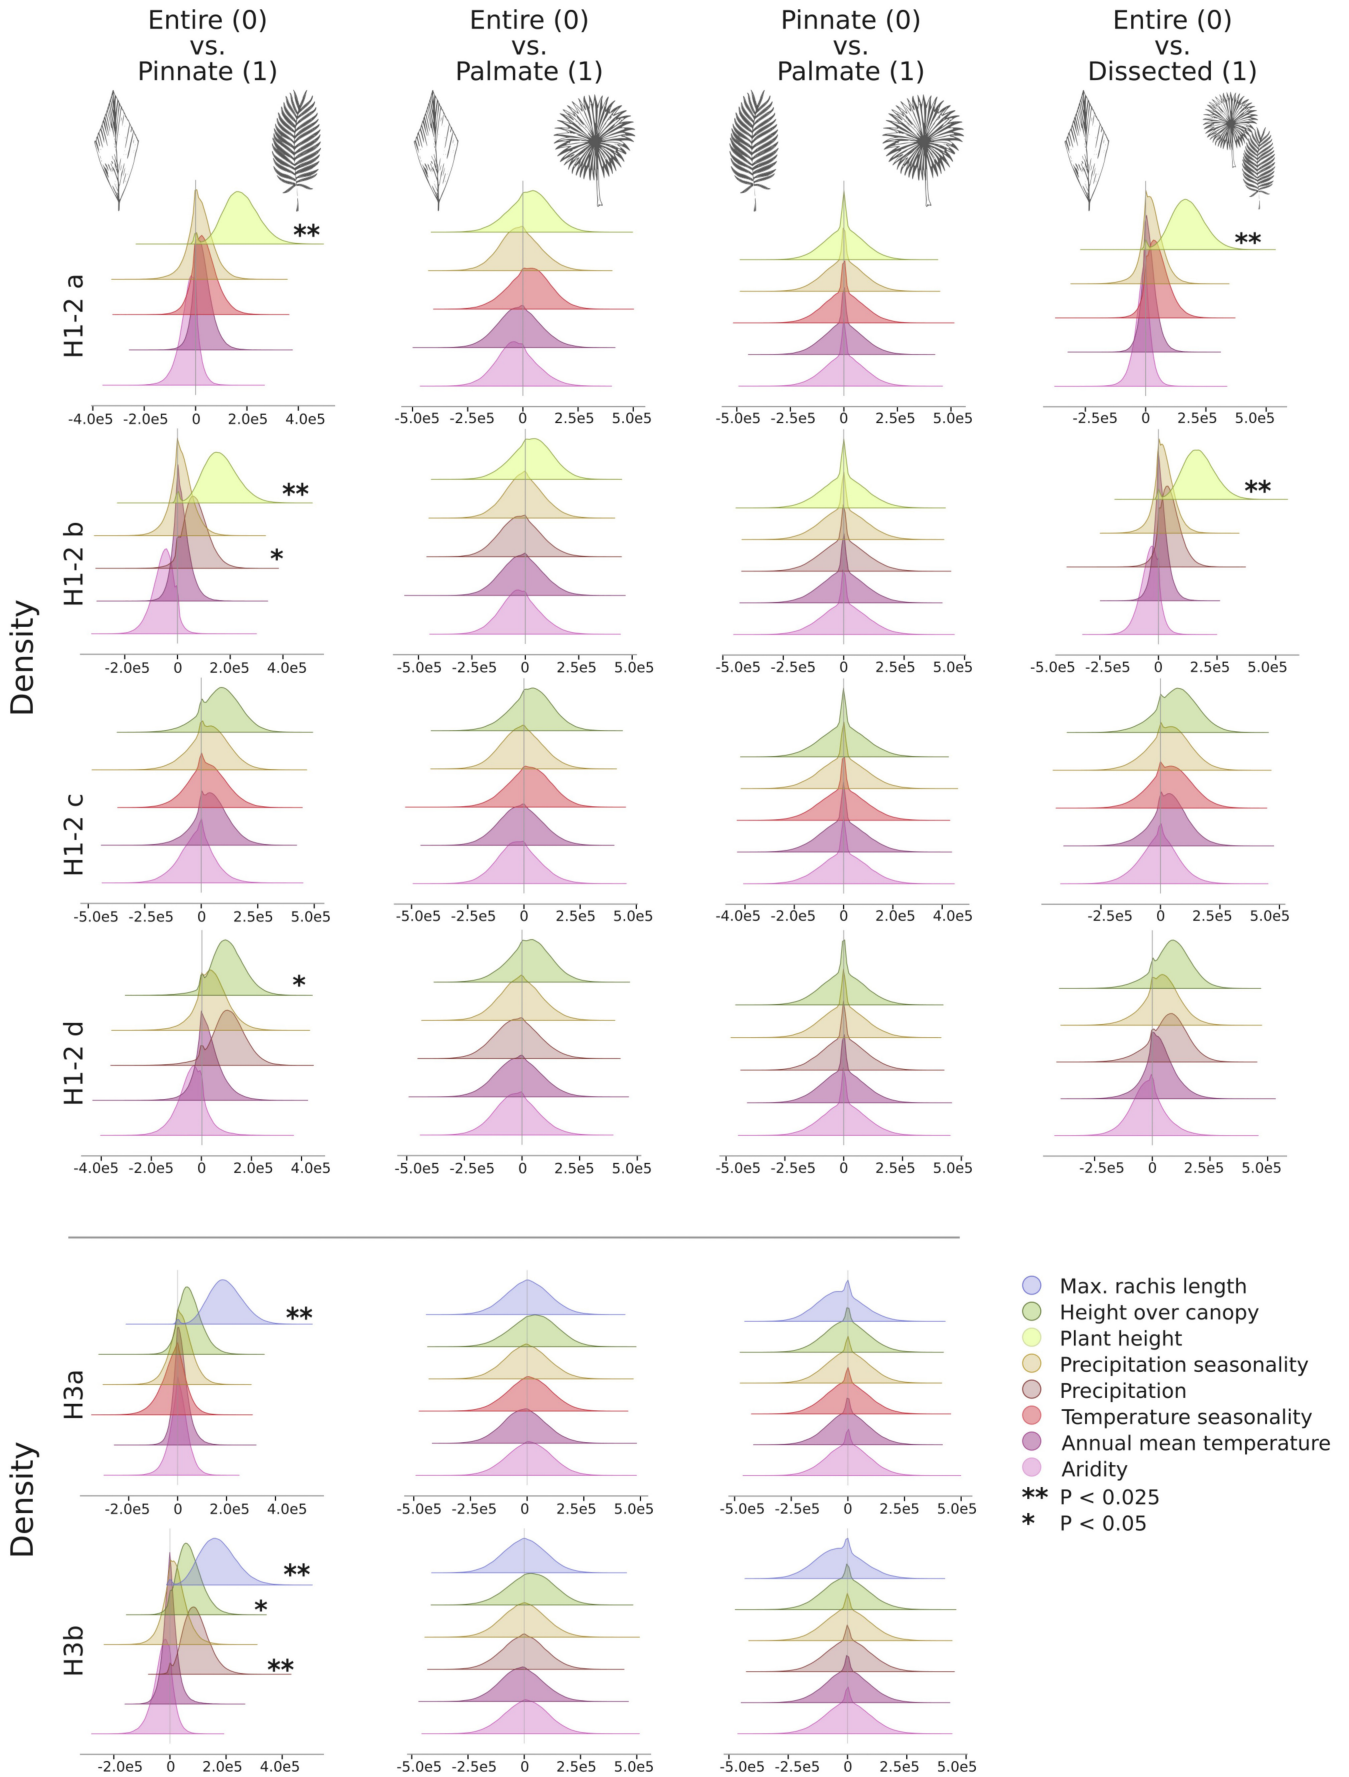 Entire (0)
vs.
Pinnate (1)
Entire (0)
vs.
Palmate (1)
Pinnate (0)
vs.
Palmate (1)
Entire (0)
vs.
Dissected (1)
Density
H1-2 a
**
**
-4.0e5 -2.0e5 0 2.0e5 4.0e5
-5.0e5 -2.5e5 0 2.5e5 5.0e5
-5.0e5 -2.5e5 0 2.5e5 5.0e5
-2.5e5 0 2.5e5 5.0e5
H1-2 b
**
*
**
-2.0e5 0 2.0e5 4.0e5
-5.0e5 -2.5e5 0 2.5e5 5.0e5
-5.0e5 -2.5e5 0 2.5e5 5.0e5
-5.0e5 -2.5e5 0 2.5e5 5.0e5
H1-2 c
-5.0e5 -2.5e5 0 2.5e5 5.0e5
-5.0e5 -2.5e5 0 2.5e5 5.0e5
-4.0e5 -2.0e5 0 2.0e5 4.0e5
-2.5e5 0 2.5e5 5.0e5
H1-2 d
*
-4.0e5 -2.0e5 0 2.0e5 4.0e5
-5.0e5 -2.5e5 0 2.5e5 5.0e5
-5.0e5 -2.5e5 0 2.5e5 5.0e5
-2.5e5 0 2.5e5 5.0e5
Density
H3a
**
-2.0e5 0 2.0e5 4.0e5
-5.0e5 -2.5e5 0 2.5e5 5.0e5
-5.0e5 -2.5e5 0 2.5e5 5.0e5
H3b
**
*
**
-2.0e5 0 2.0e5 4.0e5
-5.0e5 -2.5e5 0 2.5e5 5.0e5
-5.0e5 -2.5e5 0 2.5e5 5.0e5
Max. rachis length
Height over canopy
Plant height
Precipitation seasonality
Precipitation
Temperature seasonality
Annual mean temperature
Aridity
** P < 0.025
* P < 0.05